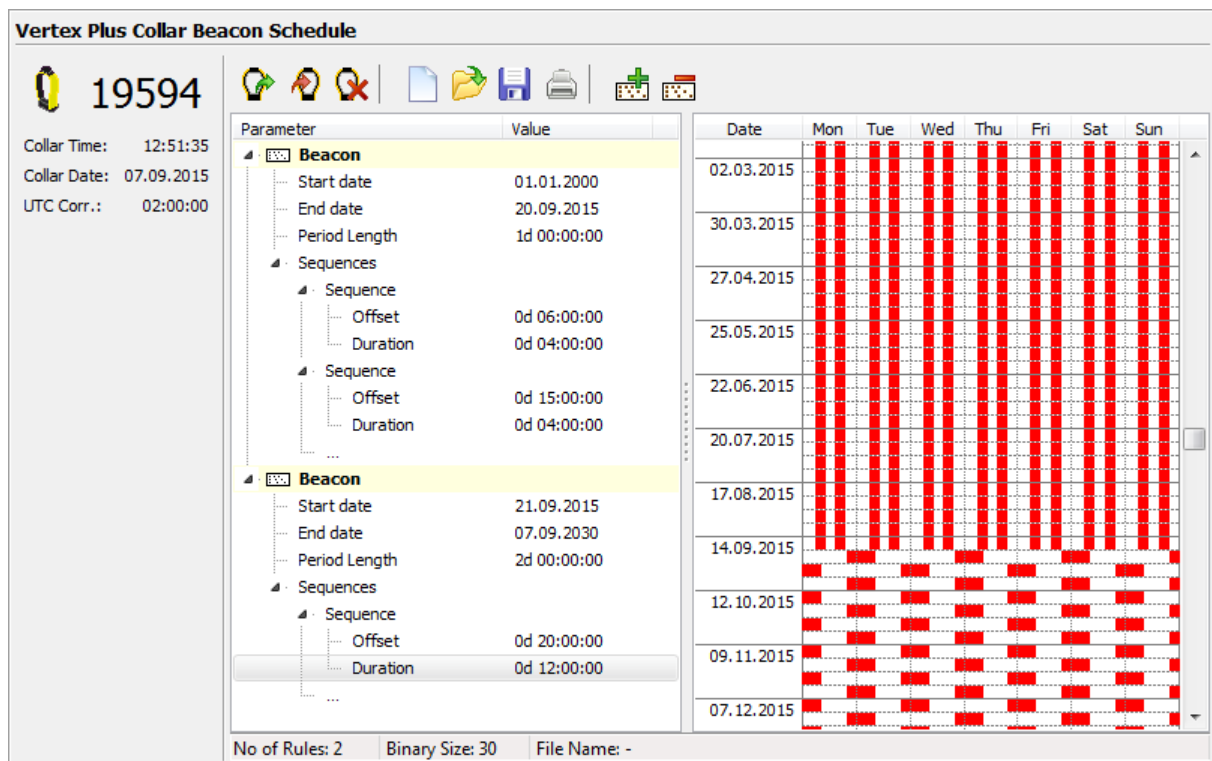 Vertex Plus Collar Beacon Schedule
19594
Collar Time: 12:51:35
Collar Date: 07.09.2015
UTC Corr.: 02:00:00
Parameter Value
Beacon
Start date 01.01.2000
End date 20.09.2015
Period Length 1d 00:00:00
Sequences
Sequence
Offset 0d 06:00:00
Duration 0d 04:00:00
Sequence
Offset 0d 15:00:00
Duration 0d 04:00:00
...
Beacon
Start date 21.09.2015
End date 07.09.2030
Period Length 2d 00:00:00
Sequences
Sequence
Offset 0d 20:00:00
Duration 0d 12:00:00
...
Date Mon Tue Wed Thu Fri Sat Sun
02.03.2015
30.03.2015
27.04.2015
25.05.2015
22.06.2015
20.07.2015
17.08.2015
14.09.2015
12.10.2015
09.11.2015
07.12.2015
No of Rules: 2 Binary Size: 30 File Name: -